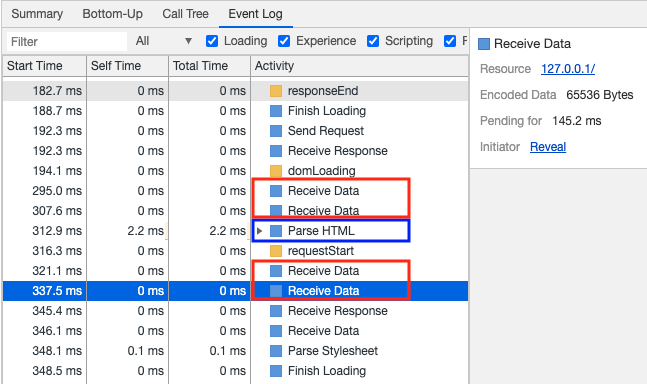 Summary Bottom-Up Call Tree Event Log
Filter All ▼ Loading Experience Scripting
Start Time Self Time Total Time Activity
182.7 ms 0 ms 0 ms responseEnd
188.7 ms 0 ms 0 ms Finish Loading
192.3 ms 0 ms 0 ms Send Request
192.3 ms 0 ms 0 ms Receive Response
194.1 ms 0 ms 0 ms domLoading
295.0 ms 0 ms 0 ms Receive Data
307.6 ms 0 ms 0 ms Receive Data
312.9 ms 2.2 ms 2.2 ms Parse HTML
316.3 ms 0 ms 0 ms requestStart
321.1 ms 0 ms 0 ms Receive Data
337.5 ms 0 ms 0 ms Receive Data
345.4 ms 0 ms 0 ms Receive Response
346.1 ms 0 ms 0 ms Receive Data
348.1 ms 0.1 ms 0.1 ms Parse Stylesheet
348.5 ms 0 ms 0 ms Finish Loading
Receive Data
Resource 127.0.0.1/
Encoded Data 65536 Bytes
Pending for 145.2 ms
Initiator Reveal